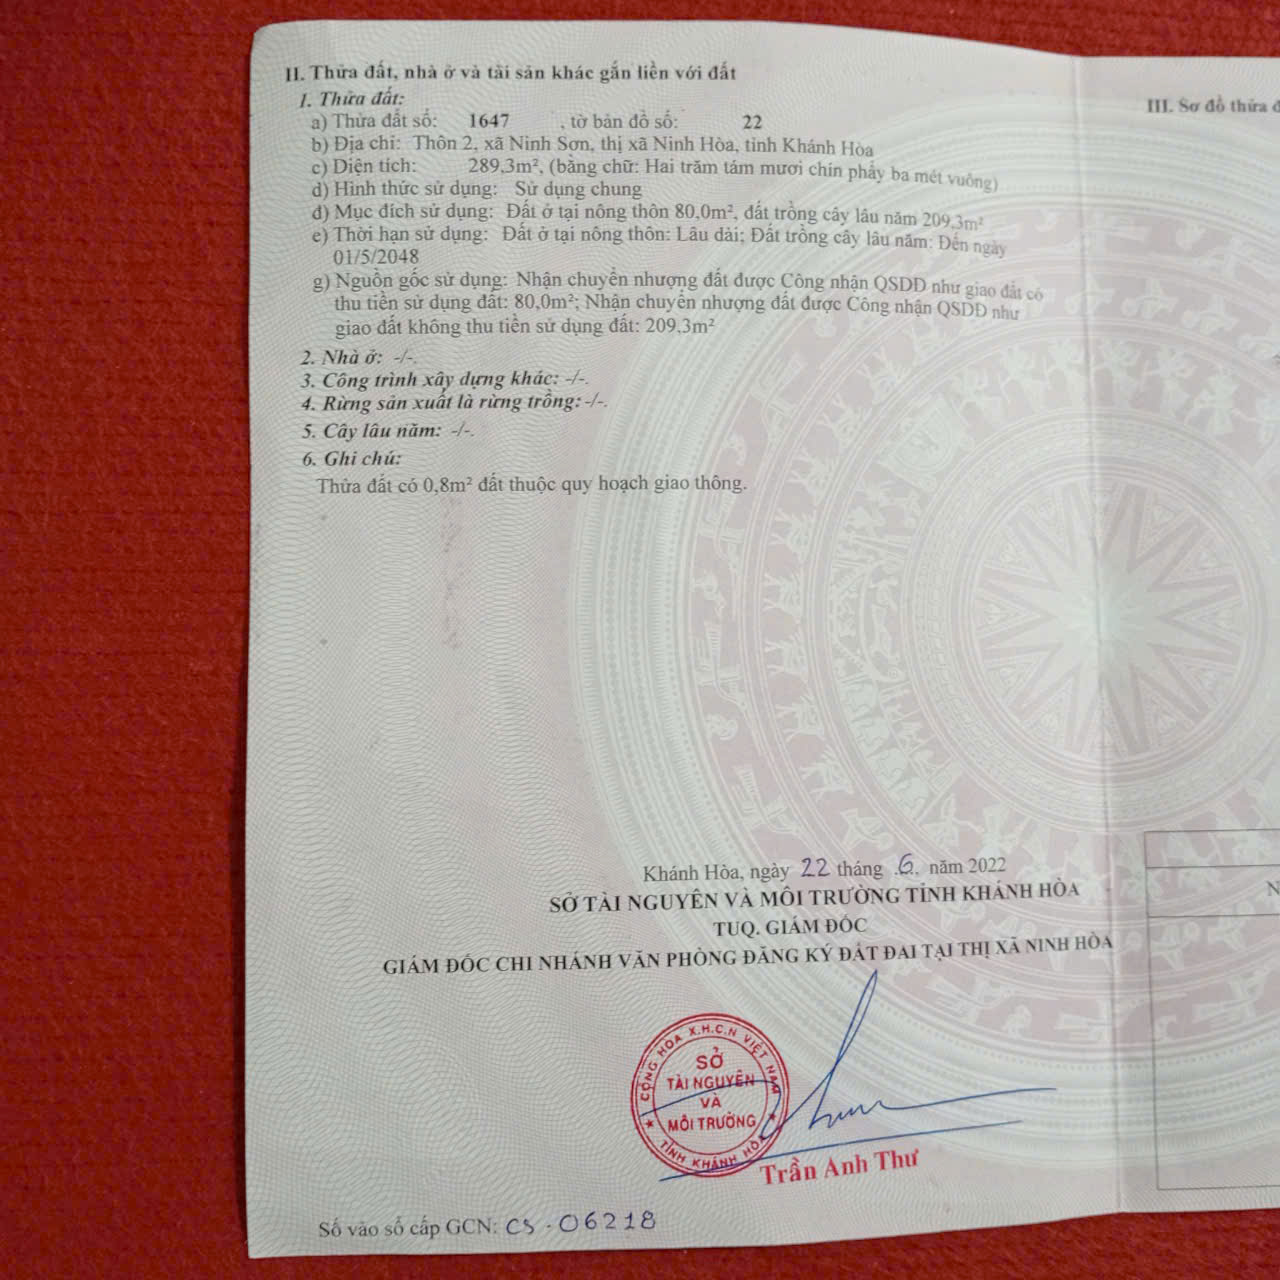 II. Thửa đất, nhà ở và tài sản khác gắn liền với đất
1. Thửa đất:
a) Thửa đất số: 1647 , tờ bản đồ số: 22
b) Địa chỉ: Thôn 2, xã Ninh Sơn, thị xã Ninh Hòa, tỉnh Khánh Hòa
c) Diện tích: 289,3m², (bằng chữ: Hai trăm tám mươi chín phẩy ba mét vuông)
d) Hình thức sử dụng: Sử dụng chung
đ) Mục đích sử dụng: Đất ở tại nông thôn 80,0m², đất trồng cây lâu năm 209,3m²
e) Thời hạn sử dụng: Đất ở tại nông thôn: Lâu dài; Đất trồng cây lâu năm: Đến ngày
01/5/2048
g) Nguồn gốc sử dụng: Nhận chuyển nhượng đất được Công nhận QSDĐ như giao đất có
thu tiền sử dụng đất: 80,0m²; Nhận chuyển nhượng đất được Công nhận QSDĐ như
giao đất không thu tiền sử dụng đất: 209,3m²
2. Nhà ở: -/-.
3. Công trình xây dựng khác: -/-.
4. Rừng sản xuất là rừng trồng: -/-.
5. Cây lâu năm: -/-.
6. Ghi chú:
Thửa đất có 0,8m² đất thuộc quy hoạch giao thông.
Khánh Hòa, ngày 22 tháng .6. năm 2022
SỞ TÀI NGUYÊN VÀ MÔI TRƯỜNG TỈNH KHÁNH HÒA
TUQ. GIÁM ĐỐC
GIÁM ĐỐC CHI NHÁNH VĂN PHÒNG ĐĂNG KÝ ĐẤT ĐAI TẠI THỊ XÃ NINH HÒA
CỘNG HÒA X.H.C.N VIỆT NAM
SỞ
TÀI NGUYÊN
VÀ
MÔI TRƯỜNG
TỈNH KHÁNH HÒA
Trần Anh Thư
Số vào sổ cấp GCN: CS - 06218
III. Sơ đồ thửa đ
N